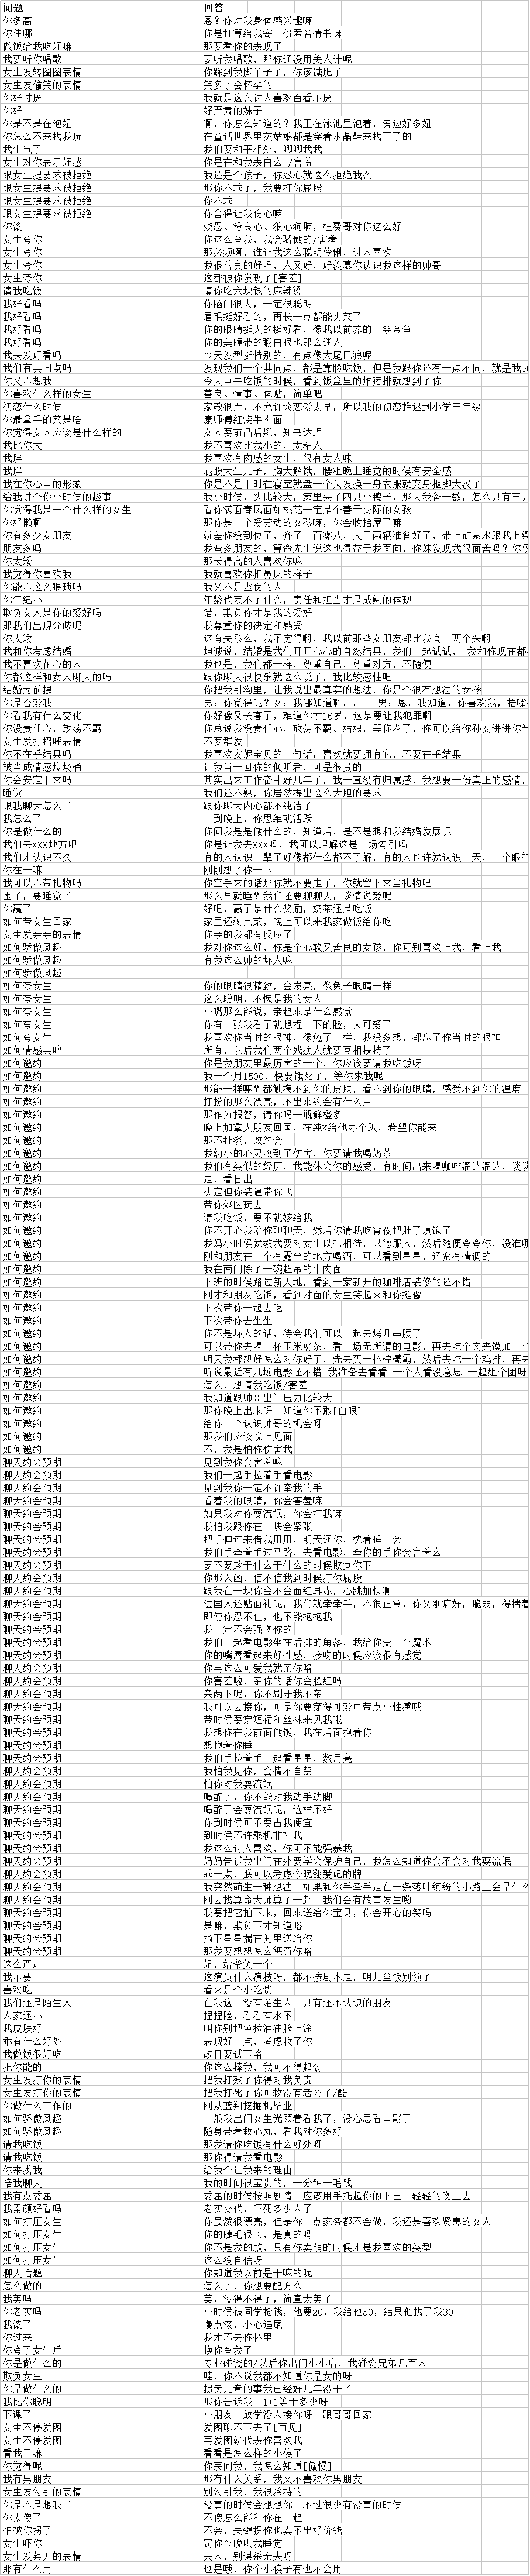 问题 回答
你多高 恩？你对我身体感兴趣嘛
你住哪 你是打算给我寄一份匿名情书嘛
做饭给我吃好嘛 那要看你的表现了
我要听你唱歌 要听我唱歌，那你还没用美人计呢
女生发转圈圈表情 你踩到我脚丫子了，你该减肥了
女生发偷笑的表情 笑多了会怀孕的
你好讨厌 我就是这么讨人喜欢百看不厌
你好 好严肃的妹子
你是不是在泡妞 啊，你怎么知道的？我正在泳池里泡着，旁边好多妞
你怎么不来找我玩 在童话世界里灰姑娘都是穿着水晶鞋来找王子的
我生气了 我们要和平相处，卿卿我我
女生对你表示好感 你是在和我表白么 /害羞
跟女生提要求被拒绝 我还是个孩子，你忍心就这么拒绝我么
跟女生提要求被拒绝 那你不乖了，我要打你屁股
跟女生提要求被拒绝 你不乖
跟女生提要求被拒绝 你舍得让我伤心嘛
你滚 残忍、没良心、狼心狗肺，枉费哥对你这么好
女生夸你 你这么夸我，我会骄傲的/害羞
女生夸你 那必须啊，谁让我这么聪明伶俐，讨人喜欢
女生夸你 我很善良的好吗，人又好，好羡慕你认识我这样的帅哥
女生夸你 这都被你发现了[害羞]
请我吃饭 请你吃六块钱的麻辣烫
我好看吗 你脑门很大，一定很聪明
我好看吗 眉毛挺好看的，再长一点都能夹菜了
我好看吗 你的眼睛挺大的挺好看，像我以前养的一条金鱼
我好看吗 你的美瞳带的翻白眼也那么迷人
我头发好看吗 今天发型挺特别的，有点像大尾巴狼呢
我们有共同点吗 发现我们一个共同点，都是靠脸吃饭，但是我跟你还有一点不同，就是我还
你又不想我 今天中午吃饭的时候，看到饭盒里的炸猪排就想到了你
你喜欢什么样的女生 善良、懂事、体贴，简单吧
初恋什么时候 家教很严，不允许谈恋爱太早，所以我的初恋推迟到小学三年级
你最拿手的菜是啥 康师傅红烧牛肉面
你觉得女人应该是什么样的 女人要前凸后翘，知书达理
我比你大 我不喜欢比我小的，太粘人
我胖 我喜欢有肉感的女生，很有女人味
我胖 屁股大生儿子，胸大解饿，腰粗晚上睡觉的时候有安全感
我在你心中的形象 你是不是平时在寝室就盘一个头发换一身衣服就变身抠脚大汉了
给我讲个你小时候的趣事 我小时候，头比较大，家里买了四只小鸭子，那天我爸一数，怎么只有三只
你觉得我是一个什么样的女生 看你满面春风面如桃花一定是个善于交际的女孩
你好懒啊 那你是一个爱劳动的女孩嘛，你会收拾屋子嘛
你有多少女朋友 就差你没到位了，齐了一百零八，大巴两辆准备好了，带上矿泉水跟我上梁
朋友多吗 我蛮多朋友的，算命先生说这也得益于我面向，你妹发现我很面善吗？你仅
你太矮 那长得高的人喜欢你嘛
我觉得你喜欢我 我就喜欢你扣鼻屎的样子
你能不这么猥琐吗 我又不是虚伪的人
你年纪小 年龄代表不了什么，责任和担当才是成熟的体现
欺负女人是你的爱好吗 错，欺负你才是我的爱好
那我们出现分歧呢 我尊重你的决定和感受
你太矮 这有关系么，我不觉得啊，我以前那些女朋友都比我高一两个头啊
我和你考虑结婚 坦诚说，结婚是我们开开心心的自然结果，我们一起试试， 我和你现在都
我不喜欢花心的人 我也是，我们都一样，尊重自己，尊重对方，不随便
你都这样和女人聊天的吗 跟你聊天很快乐就这么说了，我比较感性吧
结婚为前提 你把我引沟里，让我说出最真实的想法，你是个很有想法的女孩
你是否爱我 男：你觉得呢？女：我哪知道啊。。。 男：恩，我知道，你喜欢我。捂嘴
你看我有什么变化 你好像又长高了，难道你才16岁，这是要让我犯罪啊
你没责任心，放荡不羁 你总说我没责任心，放荡不羁。姑娘，等你老了，你可以给你孙女讲讲你当
女生发打招呼表情 不要群发
你不在乎结果吗 我喜欢安妮宝贝的一句话：喜欢就要拥有它，不要在乎结果
被当成情感垃圾桶 让我当一回你的倾听者，可是很贵的
你会安定下来吗 其实出来工作奋斗好几年了，我一直没有归属感，我想要一份真正的感情，
睡觉 我们还不熟，你居然提出这么大胆的要求
跟我聊天怎么了 跟你聊天内心都不纯洁了
我怎么了 一到晚上，你思维就活跃
你是做什么的 你问我是是做什么的，知道后，是不是想和我结婚发展呢
我们去XXX地方吧 你是让我去XXX吗，我可以理解这是一场勾引吗
我们才认识不久 有的人认识一辈子好像都什么都不了解，有的人也许就认识一天，一个眼神
你在干嘛 刚刚想了你一下
我可以不带礼物吗 你空手来的话那你就不要走了，你就留下来当礼物吧
困了，要睡觉了 那么早就睡？我们还要聊聊天，谈情说爱呢
你赢了 好吧，赢了是什么奖励，奶茶还是吃饭
如何带女生回家 家里还剩点菜，晚上可以来我家做饭给你吃
女生发亲亲的表情 你亲的我都有反应了
如何骄傲风趣 我对你这么好，你是个心软又善良的女孩，你可别喜欢上我，看上我
如何骄傲风趣 有我这么帅的坏人嘛
如何骄傲风趣
如何夸女生 你的眼睛很精致，会发亮，像兔子眼睛一样
如何夸女生 这么聪明，不愧是我的女人
如何夸女生 小嘴那么能说，亲起来是什么感觉
如何夸女生 你有一张我看了就想捏一下的脸，太可爱了
如何夸女生 我喜欢你当时的眼神，像兔子一样，我没多想，都忘了你当时的眼神
如何情感共鸣 所有，以后我们两个残疾人就要互相扶持了
如何邀约 你是我朋友里最厉害的一个，你应该要请我吃饭呀
如何邀约 我一个月1500，快要饿死了，等你求我呢
如何邀约 那能一样嘛？都触摸不到你的皮肤，看不到你的眼睛，感受不到你的温度
如何邀约 打扮的那么漂亮，不出来约会有什么用
如何邀约 那作为报答，请你喝一瓶鲜橙多
如何邀约 晚上加拿大朋友回国，在纯K给他办个趴，希望你能来
如何邀约 那不扯淡，改约会
如何邀约 我幼小的心灵收到了伤害，你要请我喝奶茶
如何邀约 我们有类似的经历，我能体会你的感受，有时间出来喝咖啡溜达溜达，谈谈
如何邀约 走，看日出
如何邀约 决定但你装逼带你飞
如何邀约 带你郊区玩去
如何邀约 请我吃饭，要不就嫁给我
如何邀约 你不开心我陪你聊聊天，然后你请我吃宵夜把肚子填饱了
如何邀约 我妈小时候就教我要对女生以礼相待，以德服人，然后随便夸夸你，没准哪
如何邀约 刚和朋友在一个有露台的地方喝酒，可以看到星星，还蛮有情调的
如何邀约 我在南门除了一碗超吊的牛肉面
如何邀约 下班的时候路过新天地，看到一家新开的咖啡店装修的还不错
如何邀约 刚才和朋友吃饭，看到对面的女生笑起来和你挺像
如何邀约 下次带你一起去吃
如何邀约 下次带你去坐坐
如何邀约 你不是坏人的话，待会我们可以一起去烤几串腰子
如何邀约 可以带你去喝一杯玉米奶茶，看一场无所谓的电影，再去吃个肉夹馍加一个
如何邀约 明天我都想好怎么对你好了，先去买一杯柠檬霸，然后去吃一个鸡排，再去
如何邀约 听说最近有几场电影还不错 我准备去看看 一个人看没意思 一起组个团呀
如何邀约 怎么，想请我吃饭/害羞
如何邀约 我知道跟帅哥出门压力比较大
如何邀约 那你晚上出来呀 知道你不敢[白眼]
如何邀约 给你一个认识帅哥的机会呀
如何邀约 那我们应该晚上见面
如何邀约 不，我是怕你伤害我
聊天约会预期 见到我你会害羞嘛
聊天约会预期 我们一起手拉着手看电影
聊天约会预期 见到我你一定不许牵我的手
聊天约会预期 看着我的眼睛，你会害羞嘛
聊天约会预期 如果我对你耍流氓，你会打我嘛
聊天约会预期 我怕我跟你在一块会紧张
聊天约会预期 把手伸过来借我用用，明天还你，枕着睡一会
聊天约会预期 我们手牵着手过马路，去看电影，牵你的手你会害羞么
聊天约会预期 要不要趁干什么干什么的时候欺负你下
聊天约会预期 你那么凶，信不信我到时候打你屁股
聊天约会预期 跟我在一块你会不会面红耳赤，心跳加快啊
聊天约会预期 法国人还贴面礼呢，我们就牵牵手，不很正常，你又刚病好，脆弱，得揣着
聊天约会预期 即使你忍不住，也不能抱抱我
聊天约会预期 我一定不会强吻你的
聊天约会预期 我们一起看电影坐在后排的角落，我给你变一个魔术
聊天约会预期 你的嘴唇看起来好性感，接吻的时候应该很有感觉
聊天约会预期 你再这么可爱我就亲你咯
聊天约会预期 你害羞啦，亲你的话你会脸红吗
聊天约会预期 亲两下呢，你不刷牙我不亲
聊天约会预期 我可以去接你，可是你要穿得可爱中带点小性感哦
聊天约会预期 带时候要穿短裙和丝袜来见我哦
聊天约会预期 我想你在我前面做饭，我在后面抱着你
聊天约会预期 想抱着你睡
聊天约会预期 我们手拉着手一起看星星，数月亮
聊天约会预期 我怕我见你，会情不自禁
聊天约会预期 怕你对我耍流氓
聊天约会预期 喝醉了，你不能对我动手动脚
聊天约会预期 喝醉了会耍流氓呢，这样不好
聊天约会预期 你到时候可不要占我便宜
聊天约会预期 到时候不许乘机非礼我
聊天约会预期 我这么讨人喜欢，你可不能强暴我
聊天约会预期 妈妈告诉我出门在外要学会保护自己，我怎么知道你会不会对我耍流氓
聊天约会预期 乖一点，朕可以考虑今晚翻爱妃的牌
聊天约会预期 我突然萌生一种想法 如果和你手牵手走在一条落叶缤纷的小路上会是什么
聊天约会预期 刚去找算命大师算了一卦 我们会有故事发生哟
聊天约会预期 我要把它拍下来，回来送给你宝贝，你会开心的笑吗
聊天约会预期 是嘛，欺负下才知道咯
聊天约会预期 摘下星星揣在兜里送给你
聊天约会预期 那我要想想怎么惩罚你咯
这么严肃 妞，给爷笑一个
我不要 这演员什么演技呀，都不按剧本走，明儿盒饭别领了
喜欢吃 看来是个小吃货
我们还是陌生人 在我这 没有陌生人 只有还不认识的朋友
人家还小 捏捏脸，看看有水不
我皮肤好 叫你别把色拉油往脸上涂
乖有什么好处 表现好一点，考虑收了你
我做饭很好吃 改日要试下咯
把你能的 你这么捧我，我可不得起劲
女生发打你的表情 把我打残了你得对我负责
女生发打你的表情 把我打死了你可就没有老公了/酷
你做什么工作的 刚从蓝翔挖掘机毕业
如何骄傲风趣 一般我出门女生光顾着看我了，没心思看电影了
如何骄傲风趣 随身带着救心丸，看我对你多好
请我吃饭 那我请你吃饭有什么好处呀
请我吃饭 那你得请我看电影
你来找我 给我个让我来的理由
陪我聊天 我的时间很宝贵的，一分钟一毛钱
我有点委屈 委屈的时候按照剧情 应该用手托起你的下巴 轻轻的吻上去
我素颜好看吗 老实交代，吓死多少人了
如何打压女生 你虽然很漂亮，但是你一点家务都不会做，我还是喜欢贤惠的女人
如何打压女生 你的睫毛很长，是真的吗
如何打压女生 你不是我的款，只有你卖萌的时候才是我喜欢的类型
如何打压女生 这么没自信呀
聊天话题 你知道我以前是干嘛的呢
怎么做的 怎么了，你想要配方么
我美吗 美，没得不得了，简直太美了
你老实吗 小时候被同学抢钱，他要20，我给他50，结果他找了我30
我滚了 慢点滚，小心追尾
你过来 我才不去你怀里
你夸了女生后 换你夸我了
你是做什么的 专业碰瓷的/以后你出门小小店，我碰瓷兄弟几百人
欺负女生 哇，你不说我都不知道你是女的呀
你是做什么的 拐卖儿童的事我已经好几年没干了
我比你聪明 那你告诉我 1+1等于多少呀
下课了 小朋友 放学没人接你呀 跟哥哥回家
女生不停发图 发图聊不下去了[再见]
女生不停发图 再发图就代表你喜欢我
看我干嘛 看看是怎么样的小傻子
你觉得呢 你表问我，我怎么知道[傲慢]
我有男朋友 那有什么关系，我又不喜欢你男朋友
女生发勾引的表情 别勾引我，我很矜持的
你是不是想我了 没事的时候会想想你 不过很少有没事的时候
你太傻了 不傻怎么能和你在一起
怕被你拐了 不会，关键拐你也卖不出好价钱
女生吓你 罚你今晚哄我睡觉
女生发菜刀的表情 夫人，别谋杀亲夫呀
那有什么用 也是哦，你个小傻子有也不会用